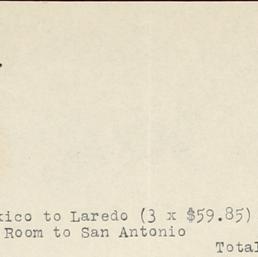 xico to Laredo (3 x $59.85)
Room to San Antonio
Total